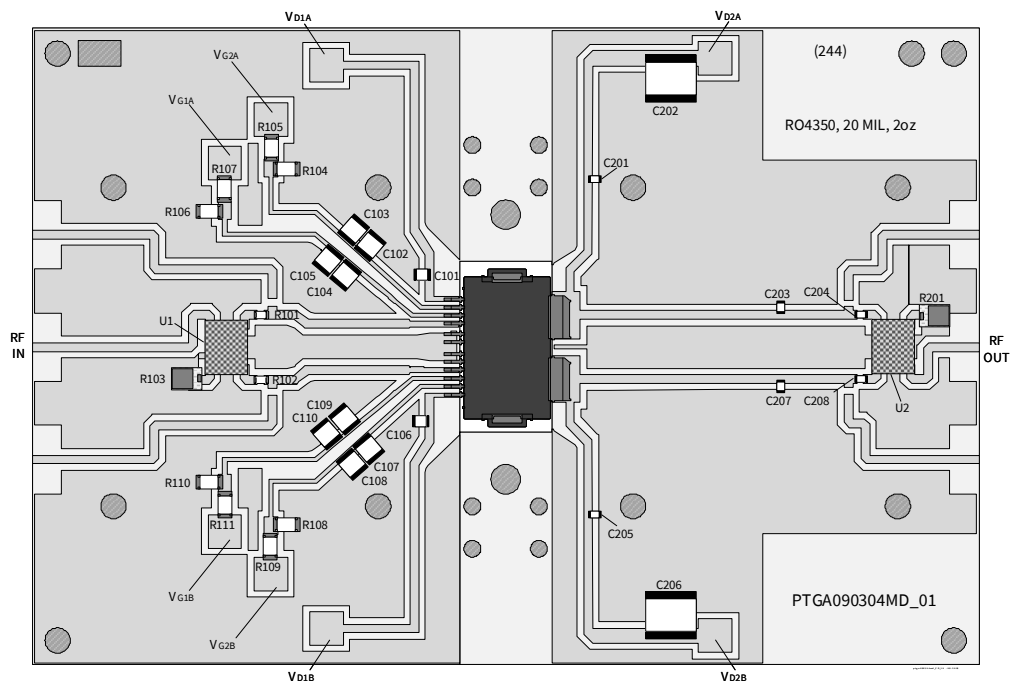 VD1A
VD2A
VG2A
(244)
VG1A
C202
R105
RO4350, 20 MIL, 2oz
R107
R104
C201
R106
C103
C102
C105
C104
C101
C203
C204
R201
R101
U1
RF
IN
RF
OUT
R103
R102
C207
C208
U2
C109
C110
C106
C107
C108
R110
R111
R108
C205
R109
C206
VG1B
PTGA090304MD_01
VG2B
VD1B
VD2B